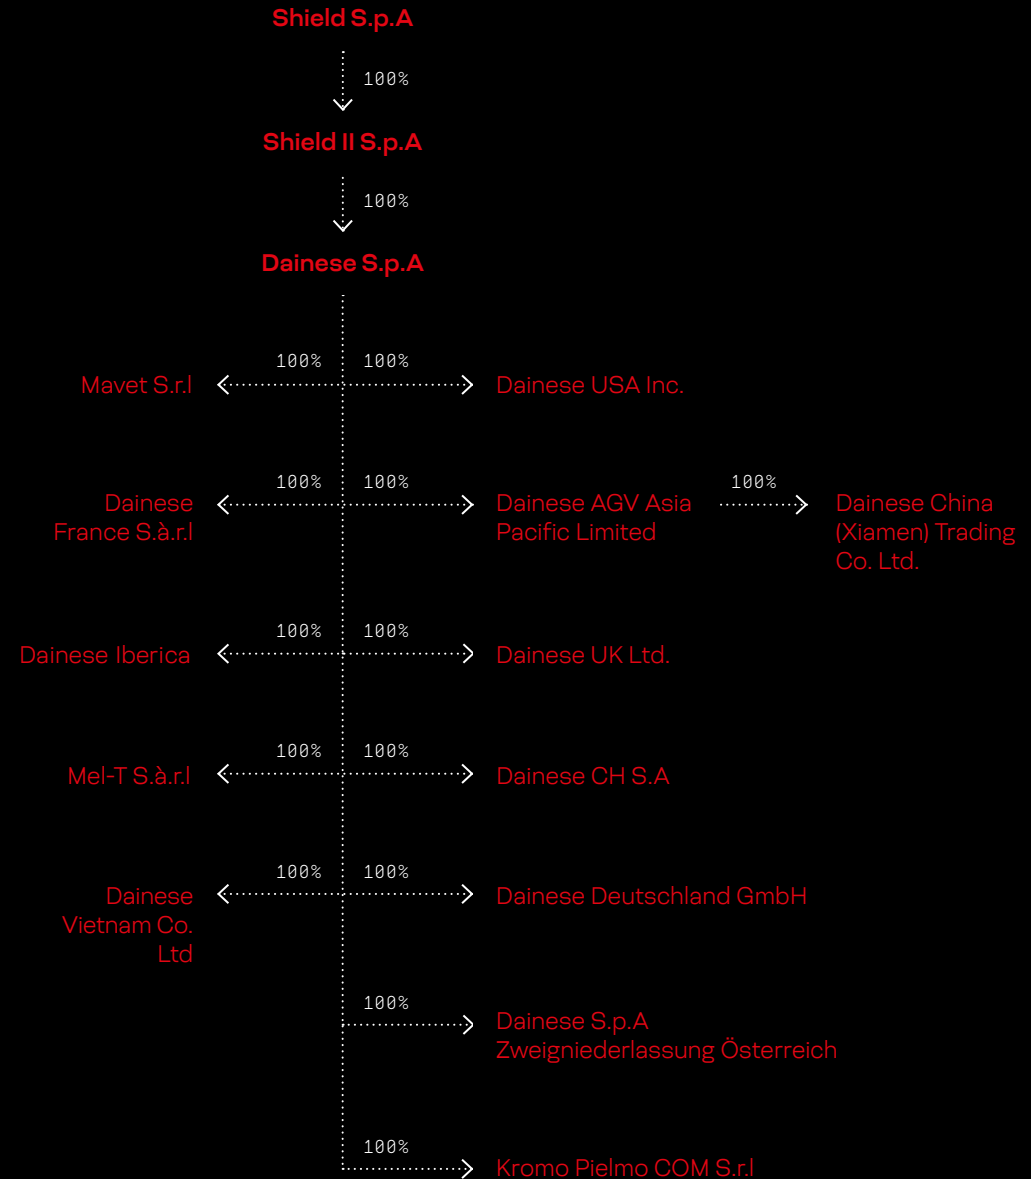 Shield S.p.A
100%
Shield II S.p.A
100%
Dainese S.p.A
100%
100%
Mavet S.r.l
Dainese USA Inc.
100%
100%
100%
Dainese
France S.à.r.l
Dainese AGV Asia
Pacific Limited
Dainese China
(Xiamen) Trading
Co. Ltd.
100%
100%
Dainese Iberica
Dainese UK Ltd.
100%
100%
Mel-T S.à.r.l
Dainese CH S.A
100%
100%
Dainese
Vietnam Co.
Ltd
Dainese Deutschland GmbH
100%
Dainese S.p.A
Zweigniederlassung Österreich
100%
Kromo Pielmo COM S.r.l